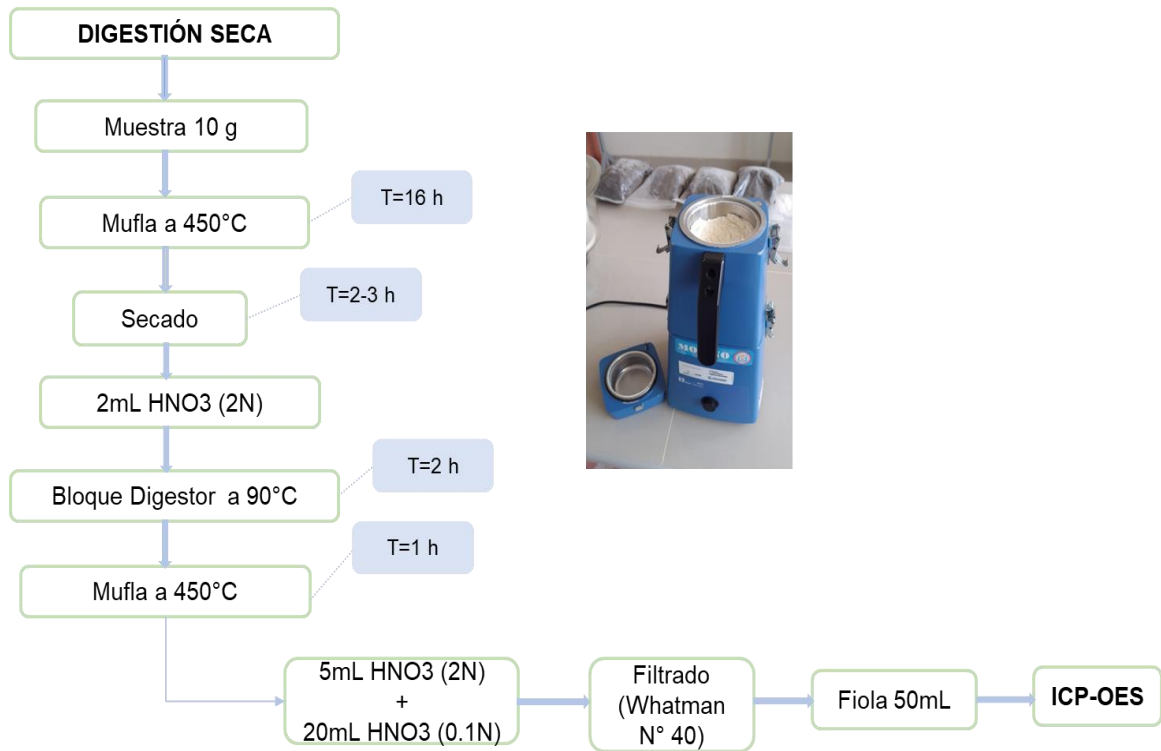 DIGESTIÓN SECA
Muestra 10 g
Mufla a 450°C
T=16 h
Secado
T=2-3 h
2mL HNO3 (2N)
Bloque Digestor a 90°C
T=2 h
Mufla a 450°C
T=1 h
5mL HNO3 (2N)
+
20mL HNO3 (0.1N)
Filtrado
(Whatman
N° 40)
Fiola 50mL
ICP-OES